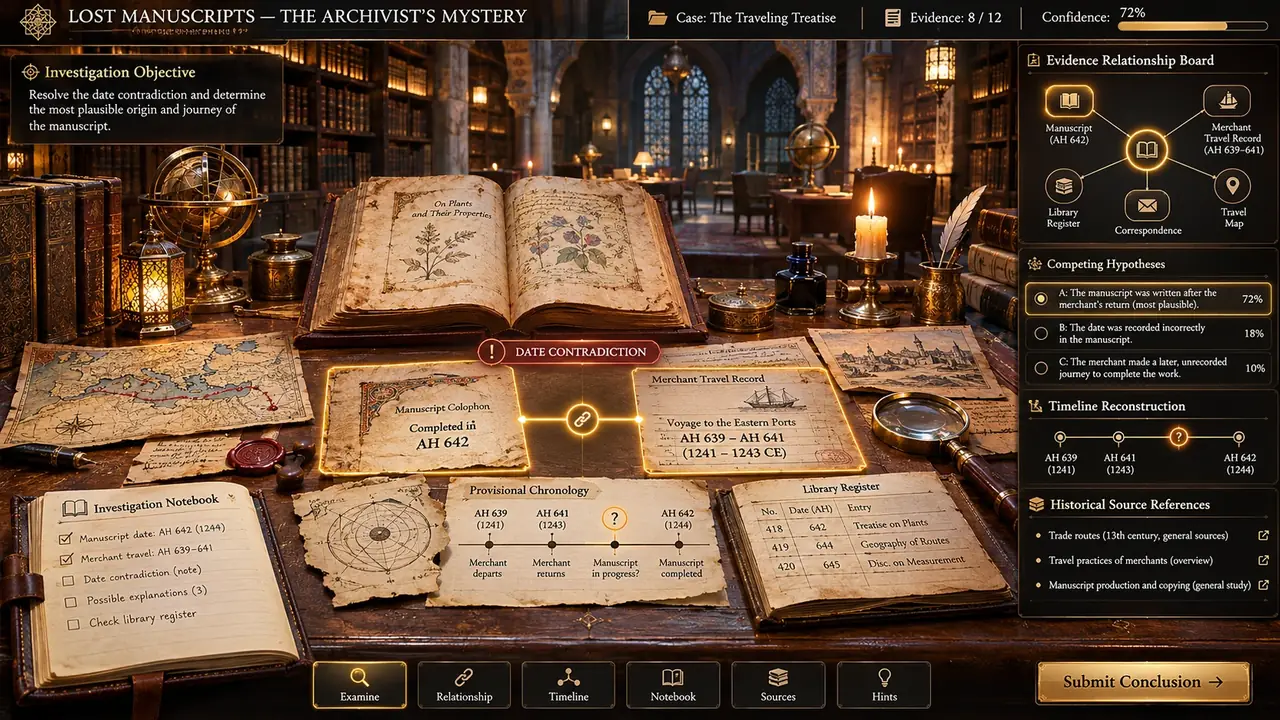 LOST MANUSCRIPTS — THE ARCHIVIST'S MYSTERY
Case: The Traveling Treatise
Evidence: 8 / 12
Confidence:
72%
Investigation Objective
Resolve the date contradiction and determine
the most plausible origin and journey of
the manuscript.
On Plants
and Their Properties
! DATE CONTRADICTION
Manuscript Colophon
Completed in
AH 642
Merchant Travel Record
Voyage to the Eastern Ports
AH 639 – AH 641
(1241 – 1243 CE)
Investigation Notebook
Manuscript date: AH 642 (1244)
Merchant travel: AH 639–641
Date contradiction (note)
Possible explanations (3)
Check library register
Provisional Chronology
AH 639 AH 641 ? AH 642
(1241) (1243) (1244)
Merchant Merchant Manuscript Manuscript
departs returns in progress? completed
Library Register
No. Date (AH) Entry
418 642 Treatise on Plants
419 644 Geography of Routes
420 645 Disc. on Measurement
Evidence Relationship Board
Manuscript
(AH 642)
Merchant
Travel Record
(AH 639–641)
Library
Register
Correspondence
Travel
Map
Competing Hypotheses
A: The manuscript was written after the
merchant's return (most plausible).
72%
B: The date was recorded incorrectly
in the manuscript.
18%
C: The merchant made a later, unrecorded
journey to complete the work.
10%
Timeline Reconstruction
?
AH 639 AH 641 AH 642
(1241) (1243) (1244)
Historical Source References
Trade routes (13th century, general sources)
Travel practices of merchants (overview)
Manuscript production and copying (general study)
Examine
Relationship
Timeline
Notebook
Sources
Hints
Submit Conclusion →